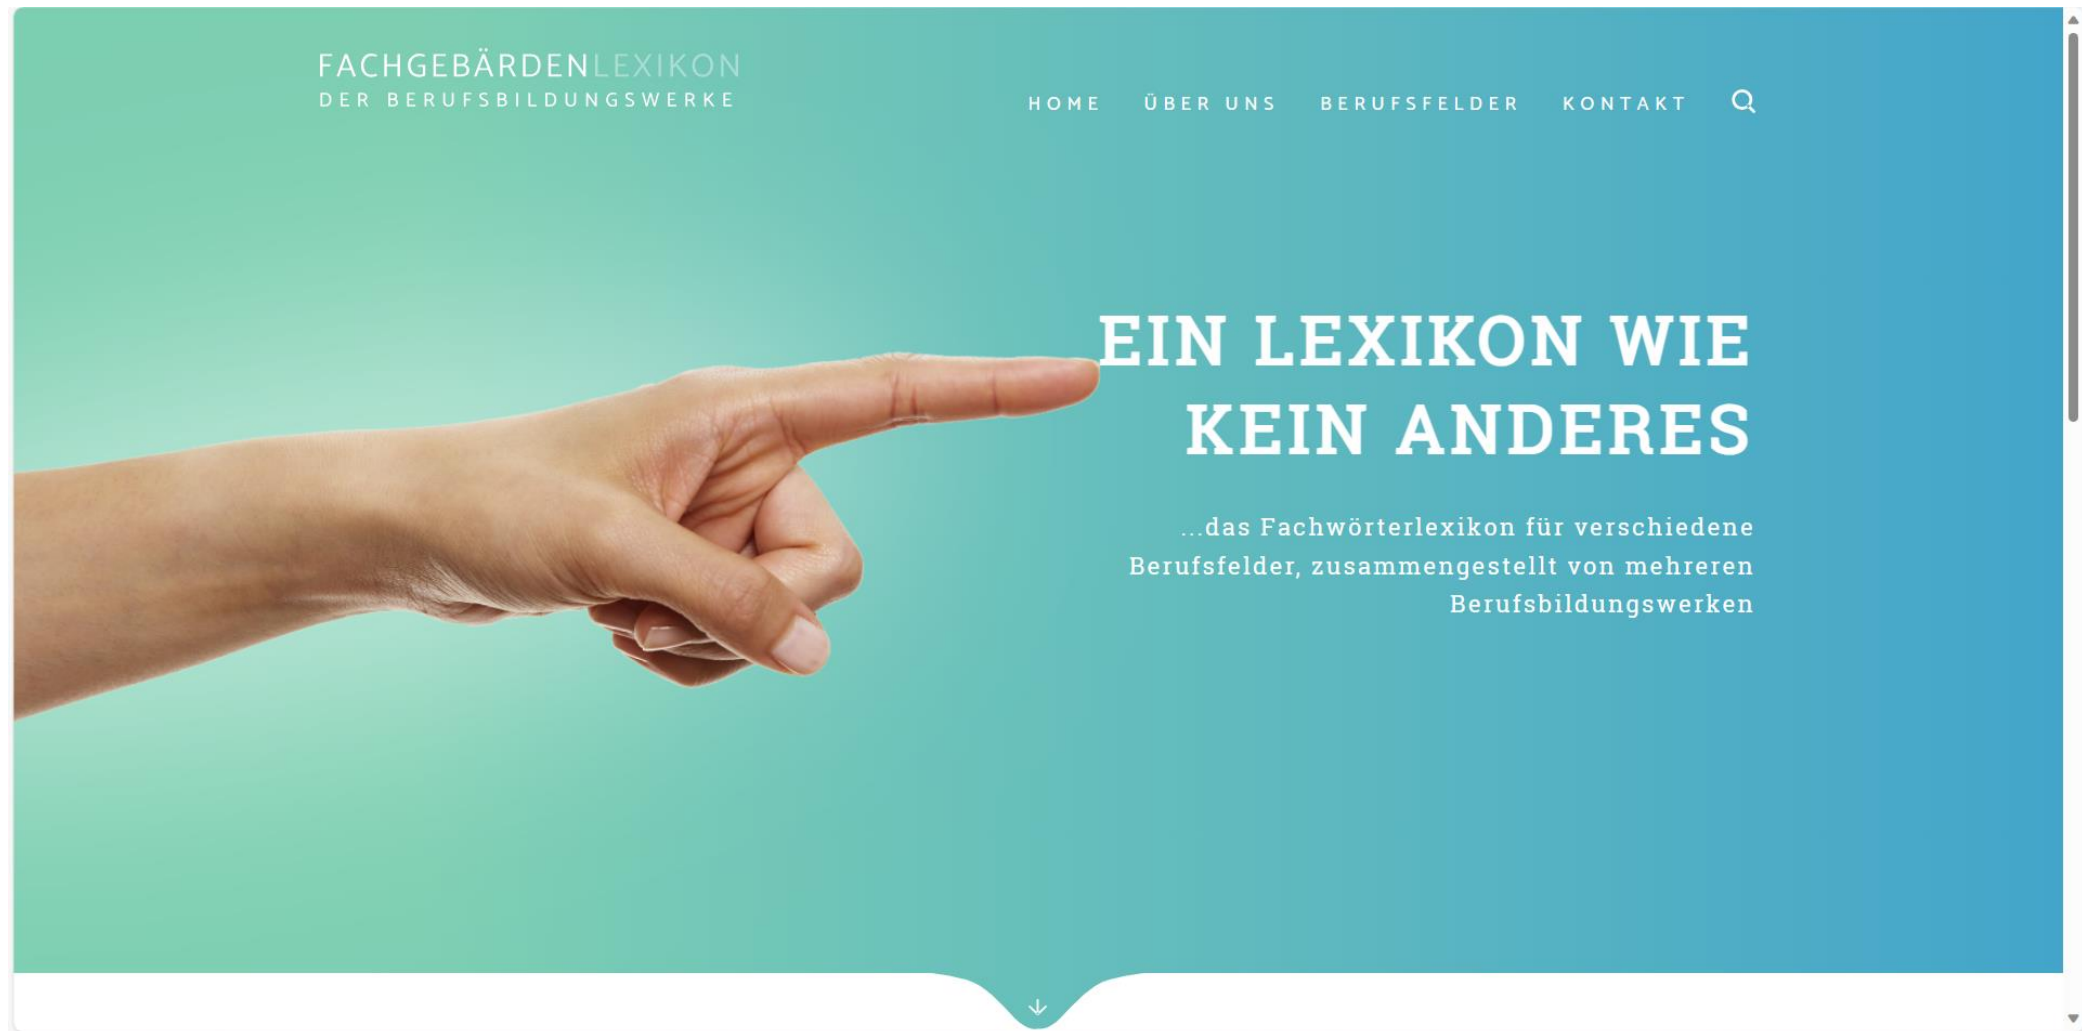 FACHGEBÄRDENLEXIKON
DER BERUFSBILDUNGSWERKE
HOME ÜBER UNS BERUFSFELDER KONTAKT
EIN LEXIKON WIE
KEIN ANDERES
...das Fachwörterlexikon für verschiedene
Berufsfelder, zusammengestellt von mehreren
Berufsbildungswerken